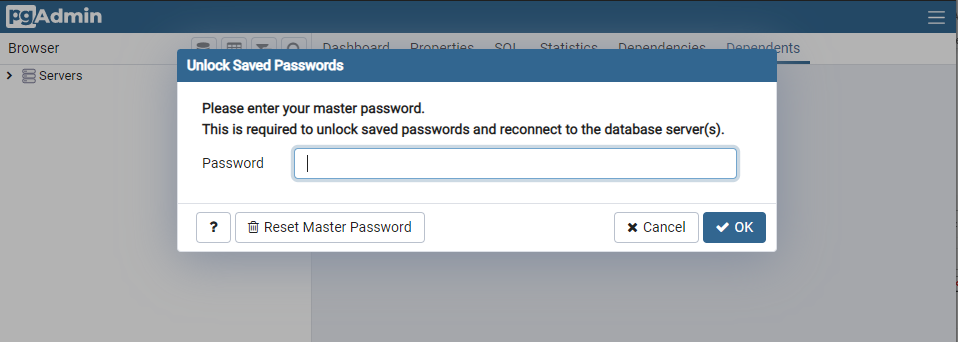 pgAdmin
Browser
Dashboard Properties SQL Statistics Dependencies Dependents
Servers
Unlock Saved Passwords
Please enter your master password.
This is required to unlock saved passwords and reconnect to the database server(s).
Password
? Reset Master Password Cancel OK